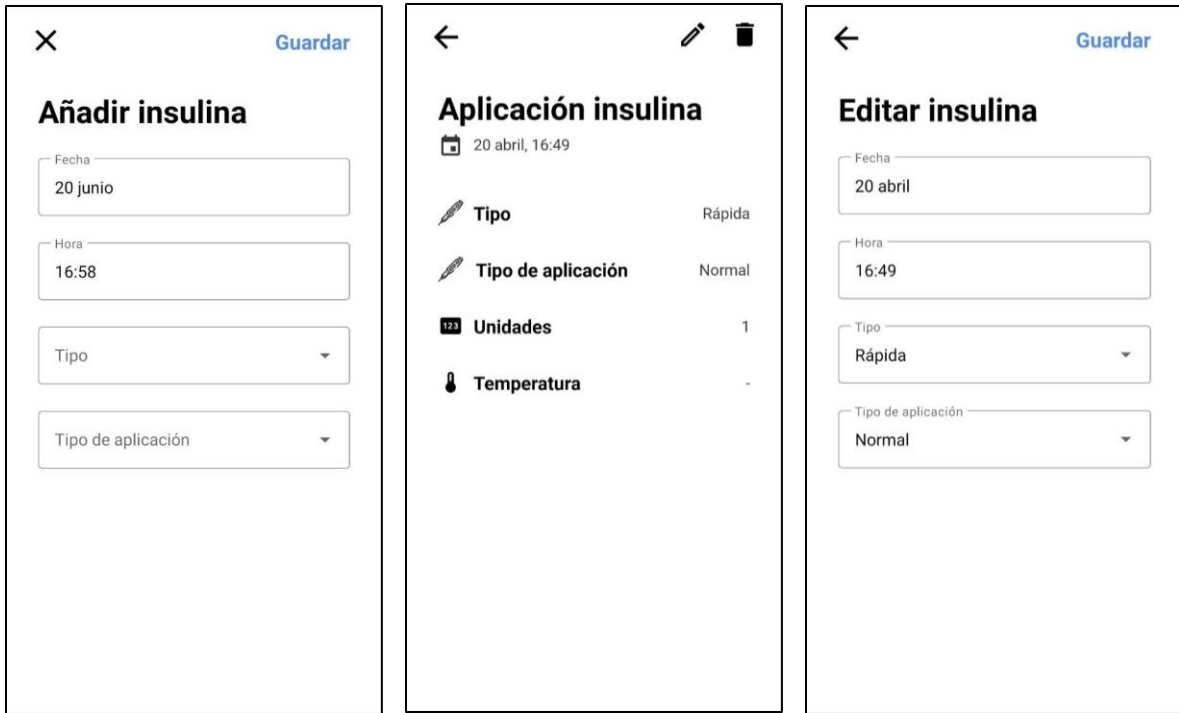 Guardar
Añadir insulina
Fecha
20 junio
Hora
16:58
Tipo
Tipo de aplicación
Aplicación insulina
20 abril, 16:49
Tipo Rápida
Tipo de aplicación Normal
123 Unidades 1
Temperatura -
Guardar
Editar insulina
Fecha
20 abril
Hora
16:49
Tipo
Rápida
Tipo de aplicación
Normal